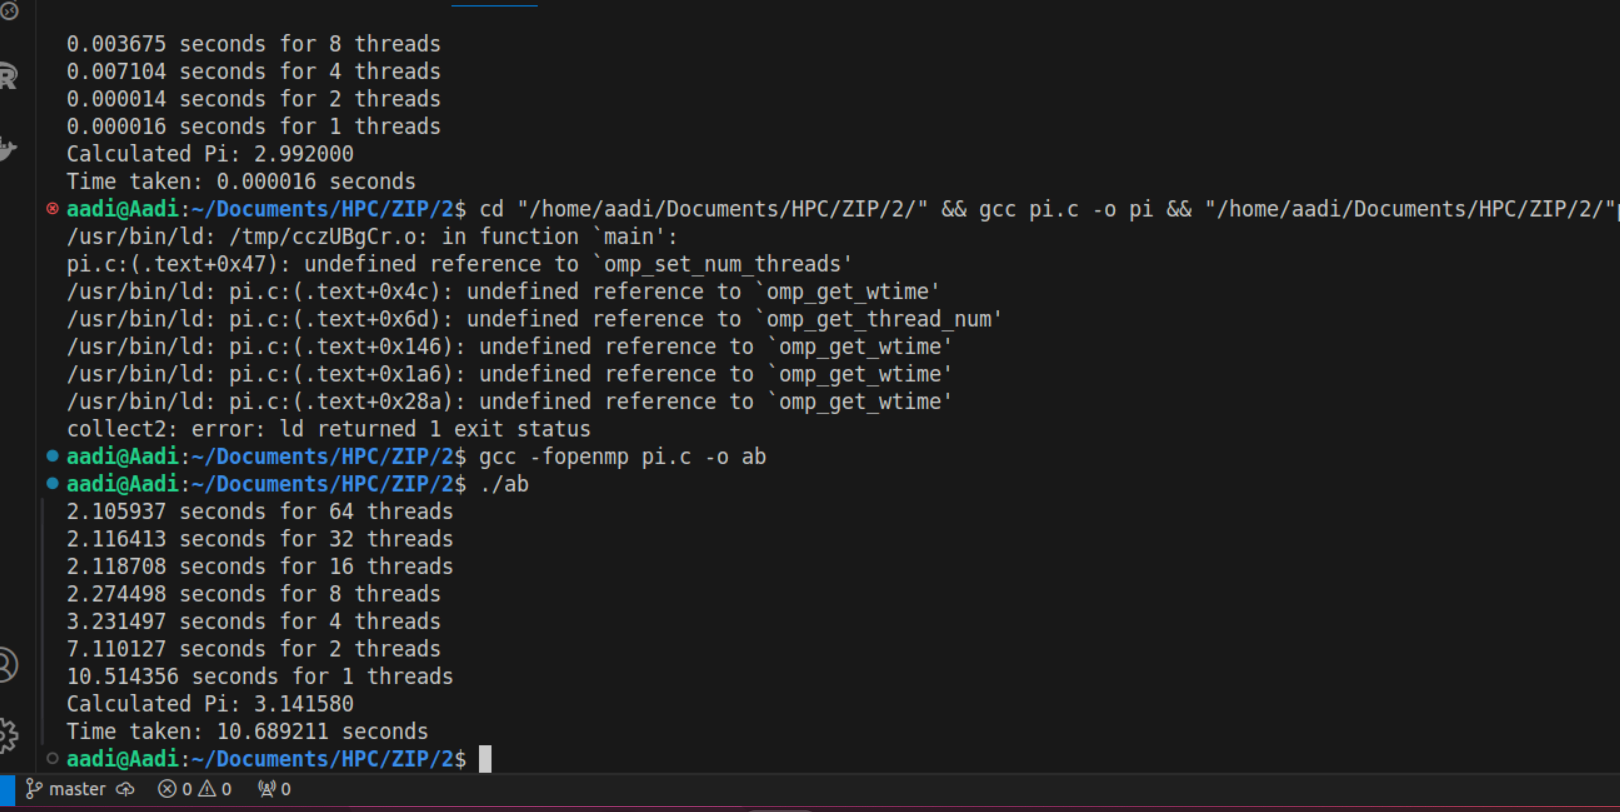 0.003675 seconds for 8 threads
0.007104 seconds for 4 threads
0.000014 seconds for 2 threads
0.000016 seconds for 1 threads
Calculated Pi: 2.992000
Time taken: 0.000016 seconds
aadi@Aadi:~/Documents/HPC/ZIP/2$ cd "/home/aadi/Documents/HPC/ZIP/2/" && gcc pi.c -o pi && "/home/aadi/Documents/HPC/ZIP/2/"
/usr/bin/ld: /tmp/cczUBgCr.o: in function `main':
pi.c:(.text+0x47): undefined reference to `omp_set_num_threads'
/usr/bin/ld: pi.c:(.text+0x4c): undefined reference to `omp_get_wtime'
/usr/bin/ld: pi.c:(.text+0x6d): undefined reference to `omp_get_thread_num'
/usr/bin/ld: pi.c:(.text+0x146): undefined reference to `omp_get_wtime'
/usr/bin/ld: pi.c:(.text+0x1a6): undefined reference to `omp_get_wtime'
/usr/bin/ld: pi.c:(.text+0x28a): undefined reference to `omp_get_wtime'
collect2: error: ld returned 1 exit status
aadi@Aadi:~/Documents/HPC/ZIP/2$ gcc -fopenmp pi.c -o ab
aadi@Aadi:~/Documents/HPC/ZIP/2$ ./ab
2.105937 seconds for 64 threads
2.116413 seconds for 32 threads
2.118708 seconds for 16 threads
2.274498 seconds for 8 threads
3.231497 seconds for 4 threads
7.110127 seconds for 2 threads
10.514356 seconds for 1 threads
Calculated Pi: 3.141580
Time taken: 10.689211 seconds
aadi@Aadi:~/Documents/HPC/ZIP/2$
master 0 0 0